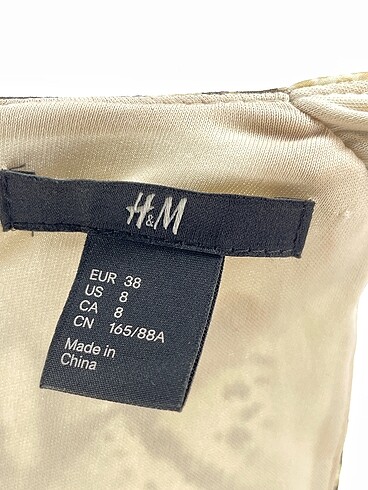 H&M
EUR 38
US 8
CA 8
CN 165/88A
Made in
China